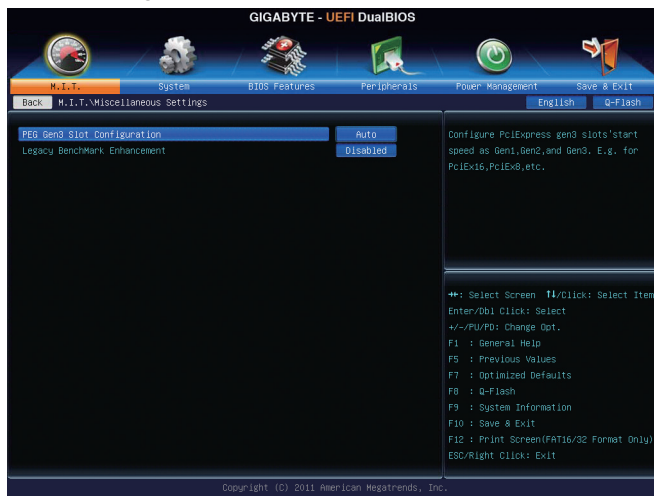 GIGABYTE - UEFI DualBIOS
M.I.T. System BIOS Features Peripherals Power Management Save & Exit
Back M.I.T.\Miscellaneous Settings English Q-Flash
PEG Gen3 Slot Configuration Auto
Legacy BenchMark Enhancement Disabled
Configure PciExpress gen3 slots'start
speed as Gen1,Gen2,and Gen3. E.g. for
PciEx16,PciEx8,etc.
→←: Select Screen ↑↓/Click: Select Item
Enter/Dbl Click: Select
+/-/PU/PD: Change Opt.
F1 : General Help
F5 : Previous Values
F7 : Optimized Defaults
F8 : Q-Flash
F9 : System Information
F10 : Save & Exit
F12 : Print Screen(FAT16/32 Format Only)
ESC/Right Click: Exit
Copyright (C) 2011 American Megatrends, Inc.